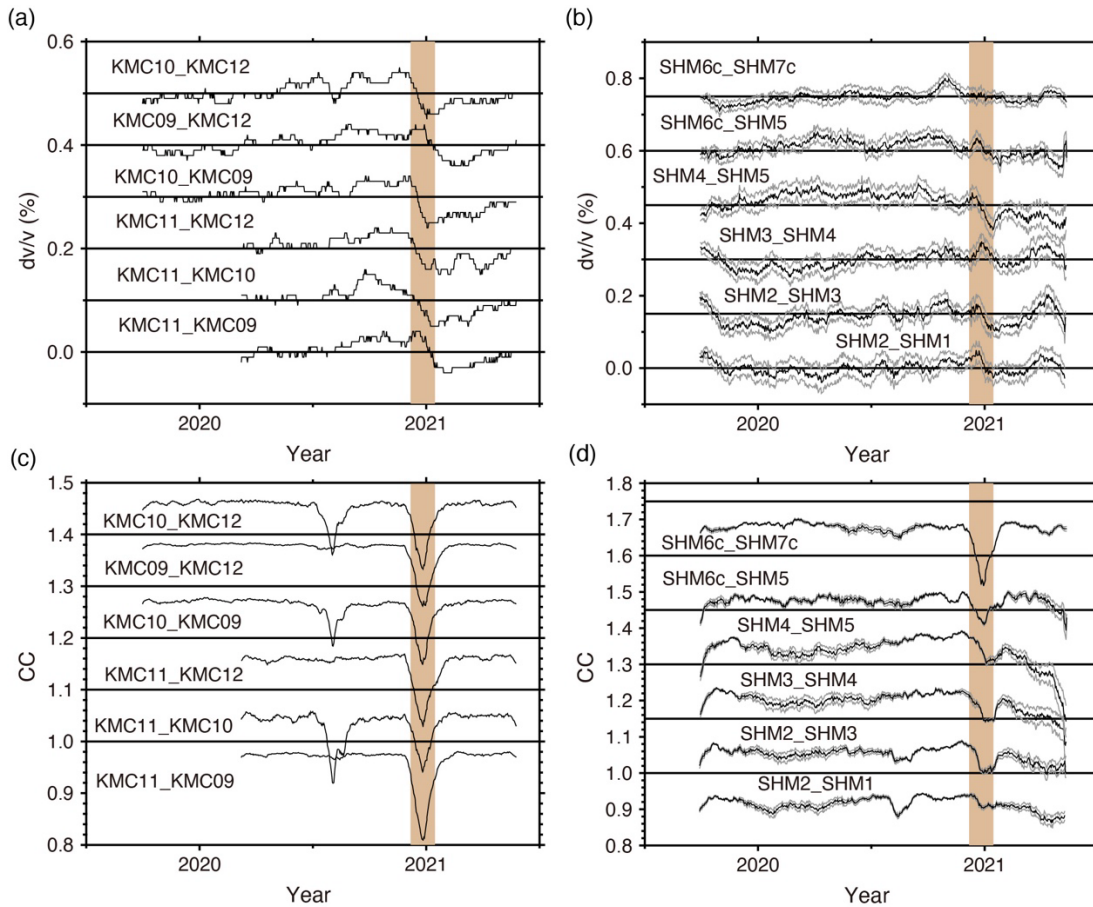 (a)
0.6
0.4
0.2
0.0
dv/v (%)
KMC10_KMC12
KMC09_KMC12
KMC10_KMC09
KMC11_KMC12
KMC11_KMC10
KMC11_KMC09
2020
2021
Year
(b)
0.8
0.6
0.4
0.2
0.0
dv/v (%)
SHM6c_SHM7c
SHM6c_SHM5
SHM4_SHM5
SHM3_SHM4
SHM2_SHM3
SHM2_SHM1
2020
2021
Year
(c)
1.5
1.4
1.3
1.2
1.1
1.0
0.9
0.8
CC
KMC10_KMC12
KMC09_KMC12
KMC10_KMC09
KMC11_KMC12
KMC11_KMC10
KMC11_KMC09
2020
2021
Year
(d)
1.8
1.7
1.6
1.5
1.4
1.3
1.2
1.1
1.0
0.9
0.8
CC
SHM6c_SHM7c
SHM6c_SHM5
SHM4_SHM5
SHM3_SHM4
SHM2_SHM3
SHM2_SHM1
2020
2021
Year